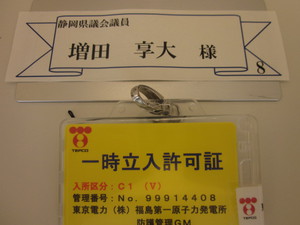 静岡県議会議員
増田 享大 様
8
TEPCO
一時立入許可証
入所区分:C1 (V)
管理番号:No.99914408
東京電力(株)福島第一原子力発電所
防護管理GM